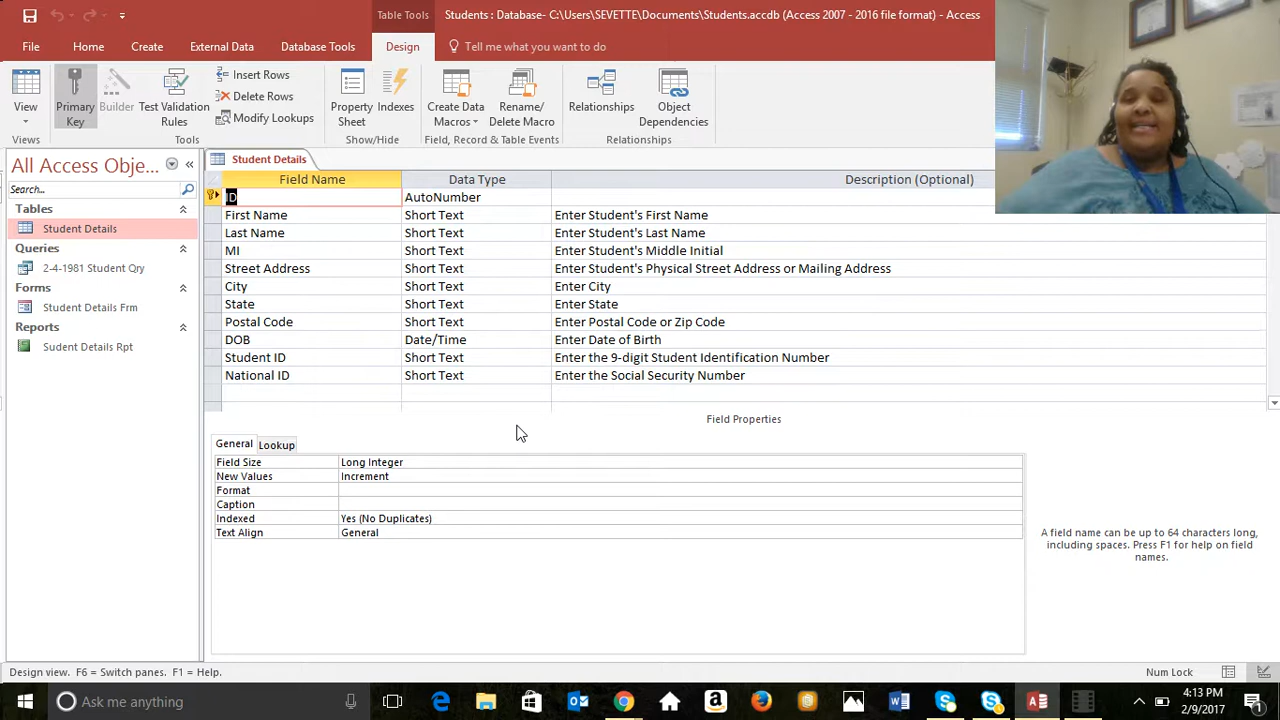 Table Tools
Students : Database- C:\Users\SEVETTE\Documents\Students.accdb (Access 2007 - 2016 file format) - Access
File Home Create External Data Database Tools Design Tell me what you want to do
View
Primary Key
Builder
Test Validation Rules
Insert Rows
Delete Rows
Modify Lookups
Property Sheet
Indexes
Create Data Macros
Rename/ Delete Macro
Relationships
Object Dependencies
Views Tools Show/Hide Field, Record & Table Events Relationships
All Access Obje...
Search...
Tables
Student Details
Queries
2-4-1981 Student Qry
Forms
Student Details Frm
Reports
Sudent Details Rpt
Student Details
Field Name Data Type Description (Optional)
ID AutoNumber
First Name Short Text Enter Student's First Name
Last Name Short Text Enter Student's Last Name
MI Short Text Enter Student's Middle Initial
Street Address Short Text Enter Student's Physical Street Address or Mailing Address
City Short Text Enter City
State Short Text Enter State
Postal Code Short Text Enter Postal Code or Zip Code
DOB Date/Time Enter Date of Birth
Student ID Short Text Enter the 9-digit Student Identification Number
National ID Short Text Enter the Social Security Number
Field Properties
General Lookup
Field Size Long Integer
New Values Increment
Format
Caption
Indexed Yes (No Duplicates)
Text Align General
A field name can be up to 64 characters long,
including spaces. Press F1 for help on field
names.
Design view. F6 = Switch panes. F1 = Help.
Num Lock
Ask me anything
4:13 PM
2/9/2017